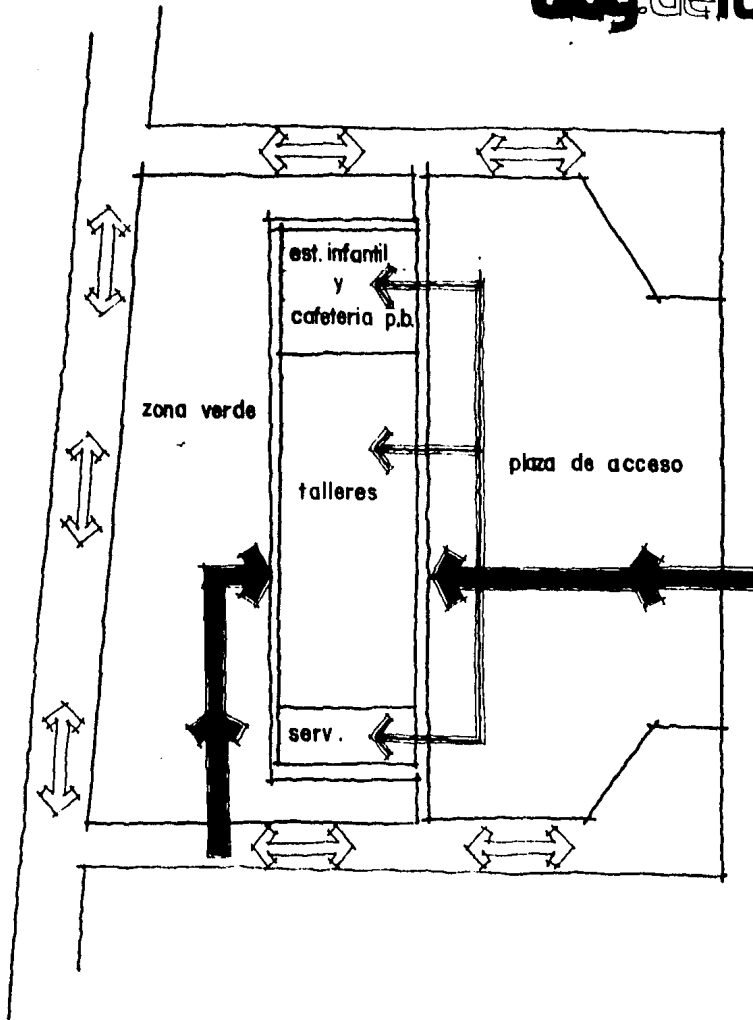 est. infantil
y
cafeteria p.b.
zona verde
plaza de acceso
talleres
serv.